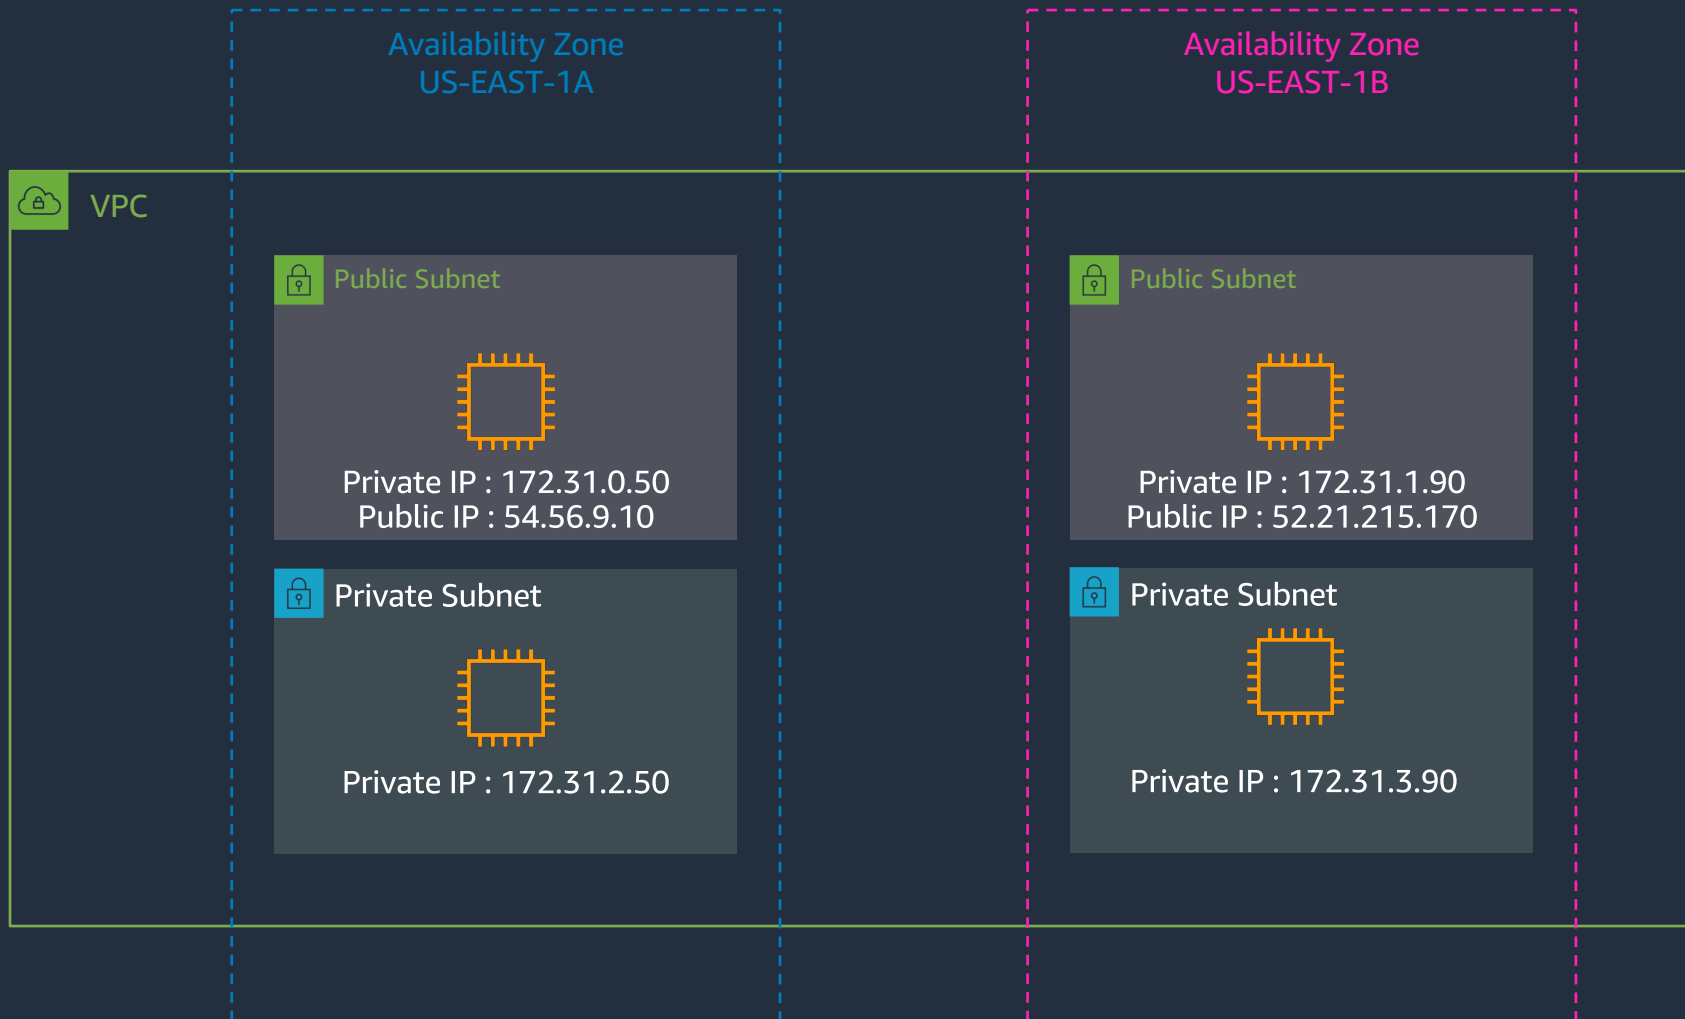 Availability Zone
US-EAST-1A
Availability Zone
US-EAST-1B
VPC
Public Subnet
Private IP : 172.31.0.50
Public IP : 54.56.9.10
Public Subnet
Private IP : 172.31.1.90
Public IP : 52.21.215.170
Private Subnet
Private IP : 172.31.2.50
Private Subnet
Private IP : 172.31.3.90